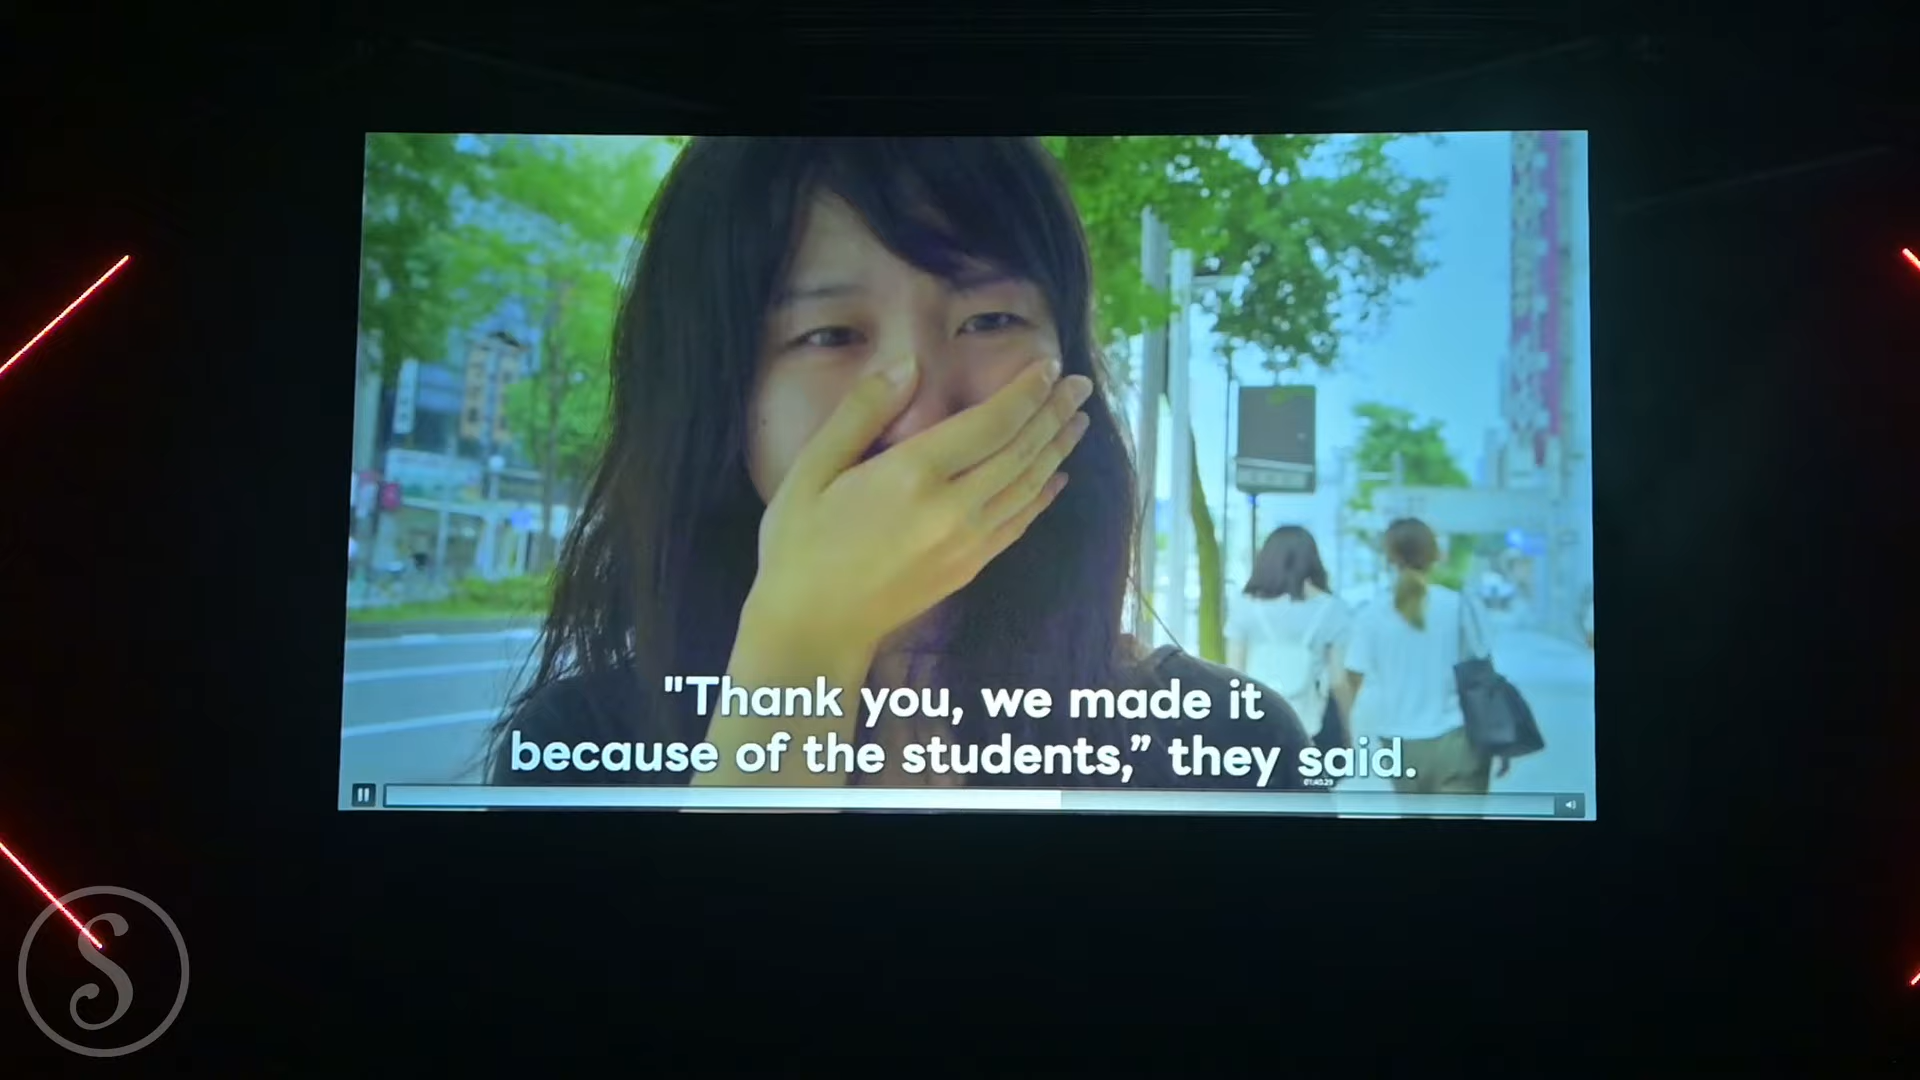 "Thank you, we made it
because of the students,” they said.
S